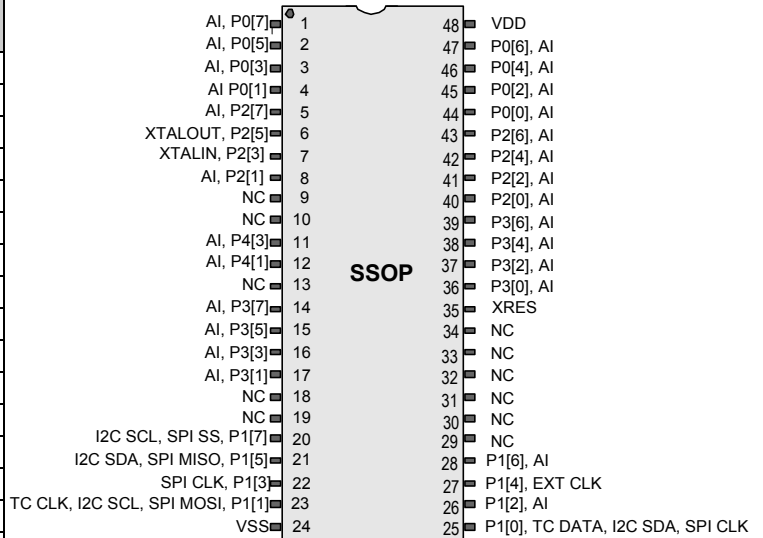 AI, P0[7] 1 48 VDD
AI, P0[5] 2 47 P0[6], AI
AI, P0[3] 3 46 P0[4], AI
AI P0[1] 4 45 P0[2], AI
AI, P2[7] 5 44 P0[0], AI
XTALOUT, P2[5] 6 43 P2[6], AI
XTALIN, P2[3] 7 42 P2[4], AI
AI, P2[1] 8 41 P2[2], AI
NC 9 40 P2[0], AI
NC 10 39 P3[6], AI
AI, P4[3] 11 38 P3[4], AI
AI, P4[1] 12 37 P3[2], AI
SSOP
NC 13 36 P3[0], AI
AI, P3[7] 14 35 XRES
AI, P3[5] 15 34 NC
AI, P3[3] 16 33 NC
AI, P3[1] 17 32 NC
NC 18 31 NC
NC 19 30 NC
I2C SCL, SPI SS, P1[7] 20 29 NC
I2C SDA, SPI MISO, P1[5] 21 28 P1[6], AI
SPI CLK, P1[3] 22 27 P1[4], EXT CLK
TC CLK, I2C SCL, SPI MOSI, P1[1] 23 26 P1[2], AI
VSS 24 25 P1[0], TC DATA, I2C SDA, SPI CLK